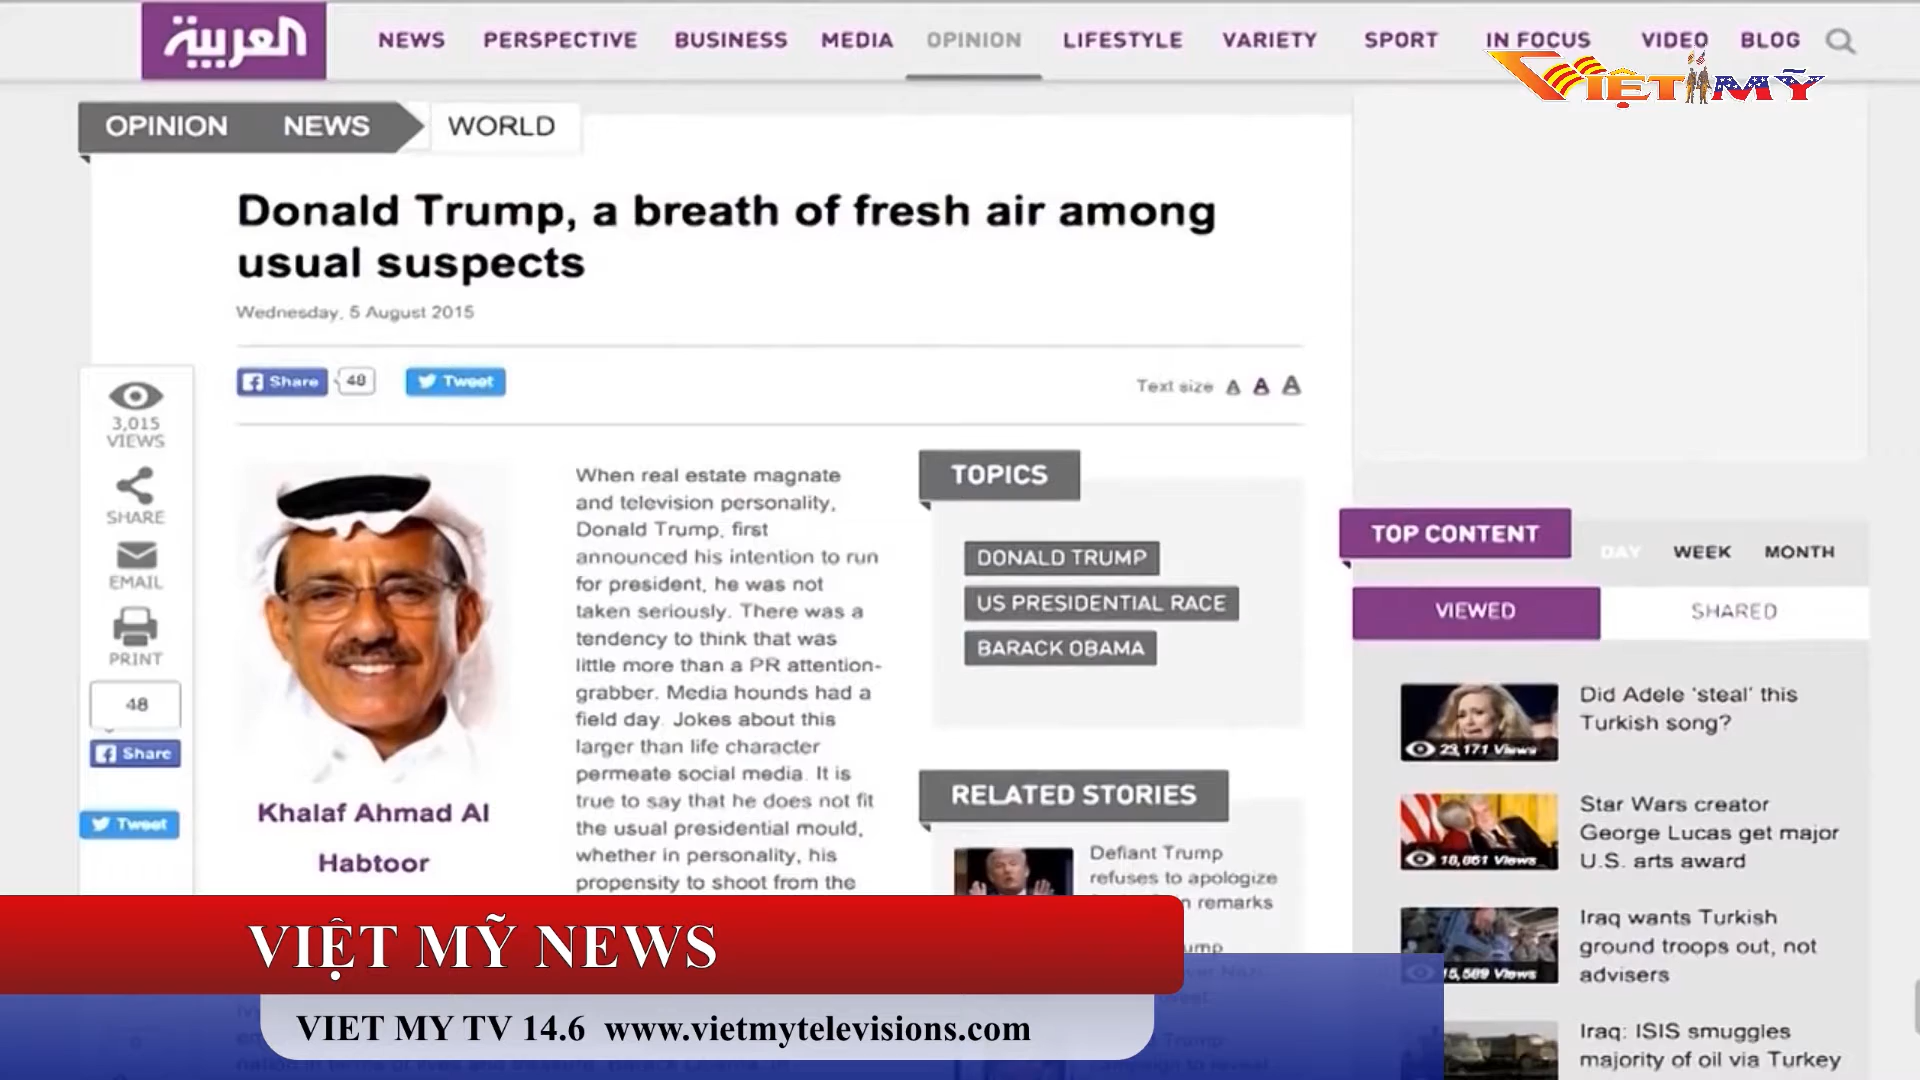 العربية
NEWS PERSPECTIVE BUSINESS MEDIA OPINION LIFESTYLE VARIETY SPORT IN FOCUS VIDEO BLOG
VIỆT MỸ
OPINION NEWS WORLD
Donald Trump, a breath of fresh air among
usual suspects
Wednesday, 5 August 2015
Share 48 Tweet
Text size A A A
3,015
VIEWS
SHARE
EMAIL
PRINT
48
Share
Tweet
Khalaf Ahmad Al
Habtoor
When real estate magnate
and television personality,
Donald Trump, first
announced his intention to run
for president, he was not
taken seriously. There was a
tendency to think that was
little more than a PR attention-
grabber. Media hounds had a
field day. Jokes about this
larger than life character
permeate social media. It is
true to say that he does not fit
the usual presidential mould,
whether in personality, his
propensity to shoot from the
TOPICS
DONALD TRUMP
US PRESIDENTIAL RACE
BARACK OBAMA
RELATED STORIES
Defiant Trump
refuses to apologize
remarks
TOP CONTENT
DAY WEEK MONTH
VIEWED SHARED
Did Adele ‘steal’ this
Turkish song?
23,171 Views
Star Wars creator
George Lucas get major
U.S. arts award
18,861 Views
Iraq wants Turkish
ground troops out, not
advisers
15,589 Views
Iraq: ISIS smuggles
majority of oil via Turkey
VIỆT MỸ NEWS
VIET MY TV 14.6 www.vietmytelevisions.com